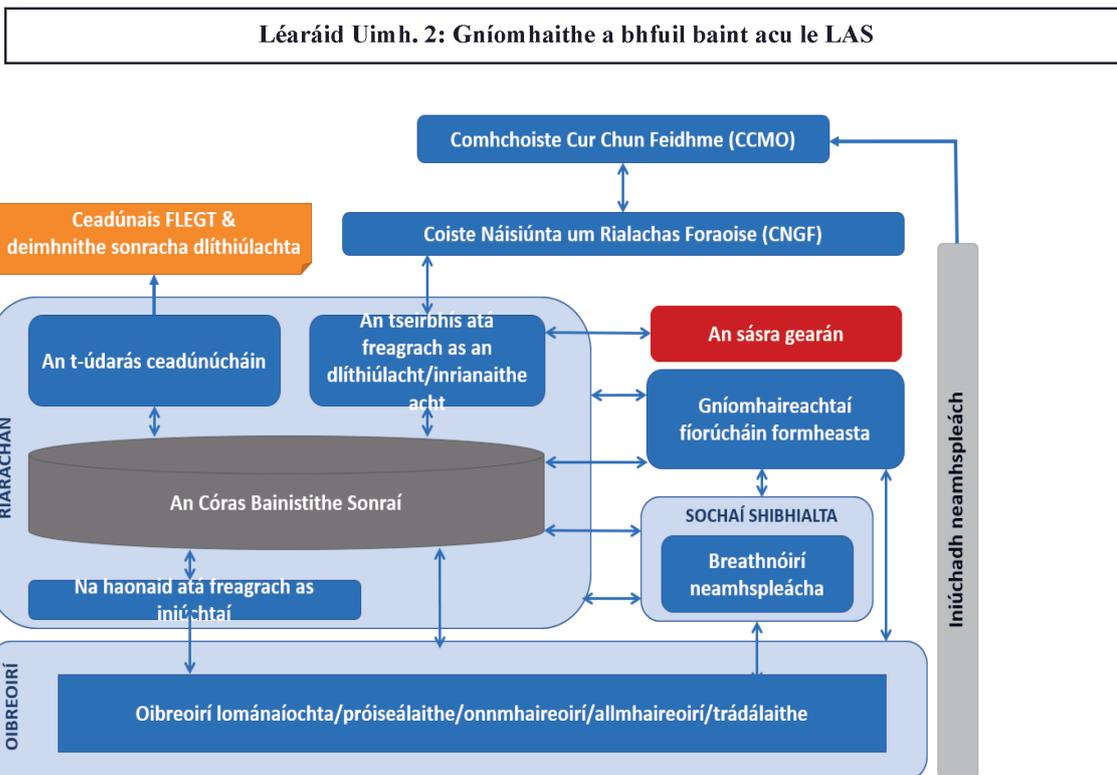 Léaráid Uimh. 2: Gníomhaithe a bhfuil baint acu le LAS
Comhchoiste Cur Chun Feidhme (CCMO)
Ceadúnais FLEGT &
deimhnithe sonracha dlíthiúlachta
Coiste Náisiúnta um Rialachas Foraoise (CNGF)
An t-údarás ceadúnúcháin
An tseirbhís atá
freagrach as an
dlíthiúlacht/inrianaithe
acht
An sásra gearán
Gníomhaireachtaí
fíorúcháin formheasta
RIARACHÁN
An Córas Bainistithe Sonraí
SOCHAÍ SHIBHIALTA
Breathnóirí
neamhspleácha
Na haonaid atá freagrach as
iniúchtaí
Iniúchadh neamhspleách
OIBREOIRÍ
Oibreoirí lománaíochta/próiseálaithe/onnmhaireoirí/allmhaireoirí/trádálaithe